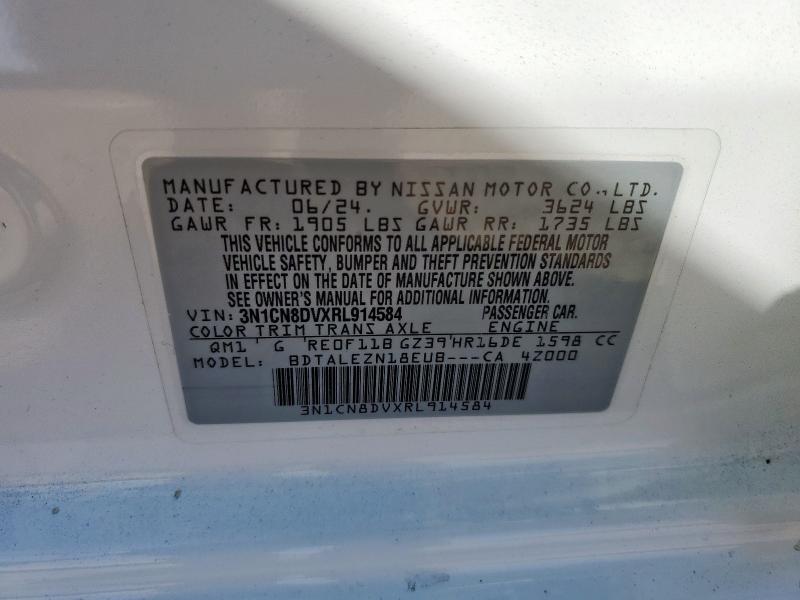 MANUFACTURED BY NISSAN MOTOR CO., LTD.
DATE: 06/24. GVWR: 3624 LBS
GAWR FR: 1905 LBS GAWR RR: 1735 LBS
THIS VEHICLE CONFORMS TO ALL APPLICABLE FEDERAL MOTOR
VEHICLE SAFETY, BUMPER AND THEFT PREVENTION STANDARDS
IN EFFECT ON THE DATE OF MANUFACTURE SHOWN ABOVE.
SEE OWNER'S MANUAL FOR ADDITIONAL INFORMATION.
VIN: 3N1CN8DVXRL914584 PASSENGER CAR.
COLOR TRIM TRANS AXLE ENGINE
QM1 G RE0F11B GZ39 HR16DE 1598 CC
MODEL: BDTALEZN18EUB---CA 4Z000
3N1CN8DVXRL914584